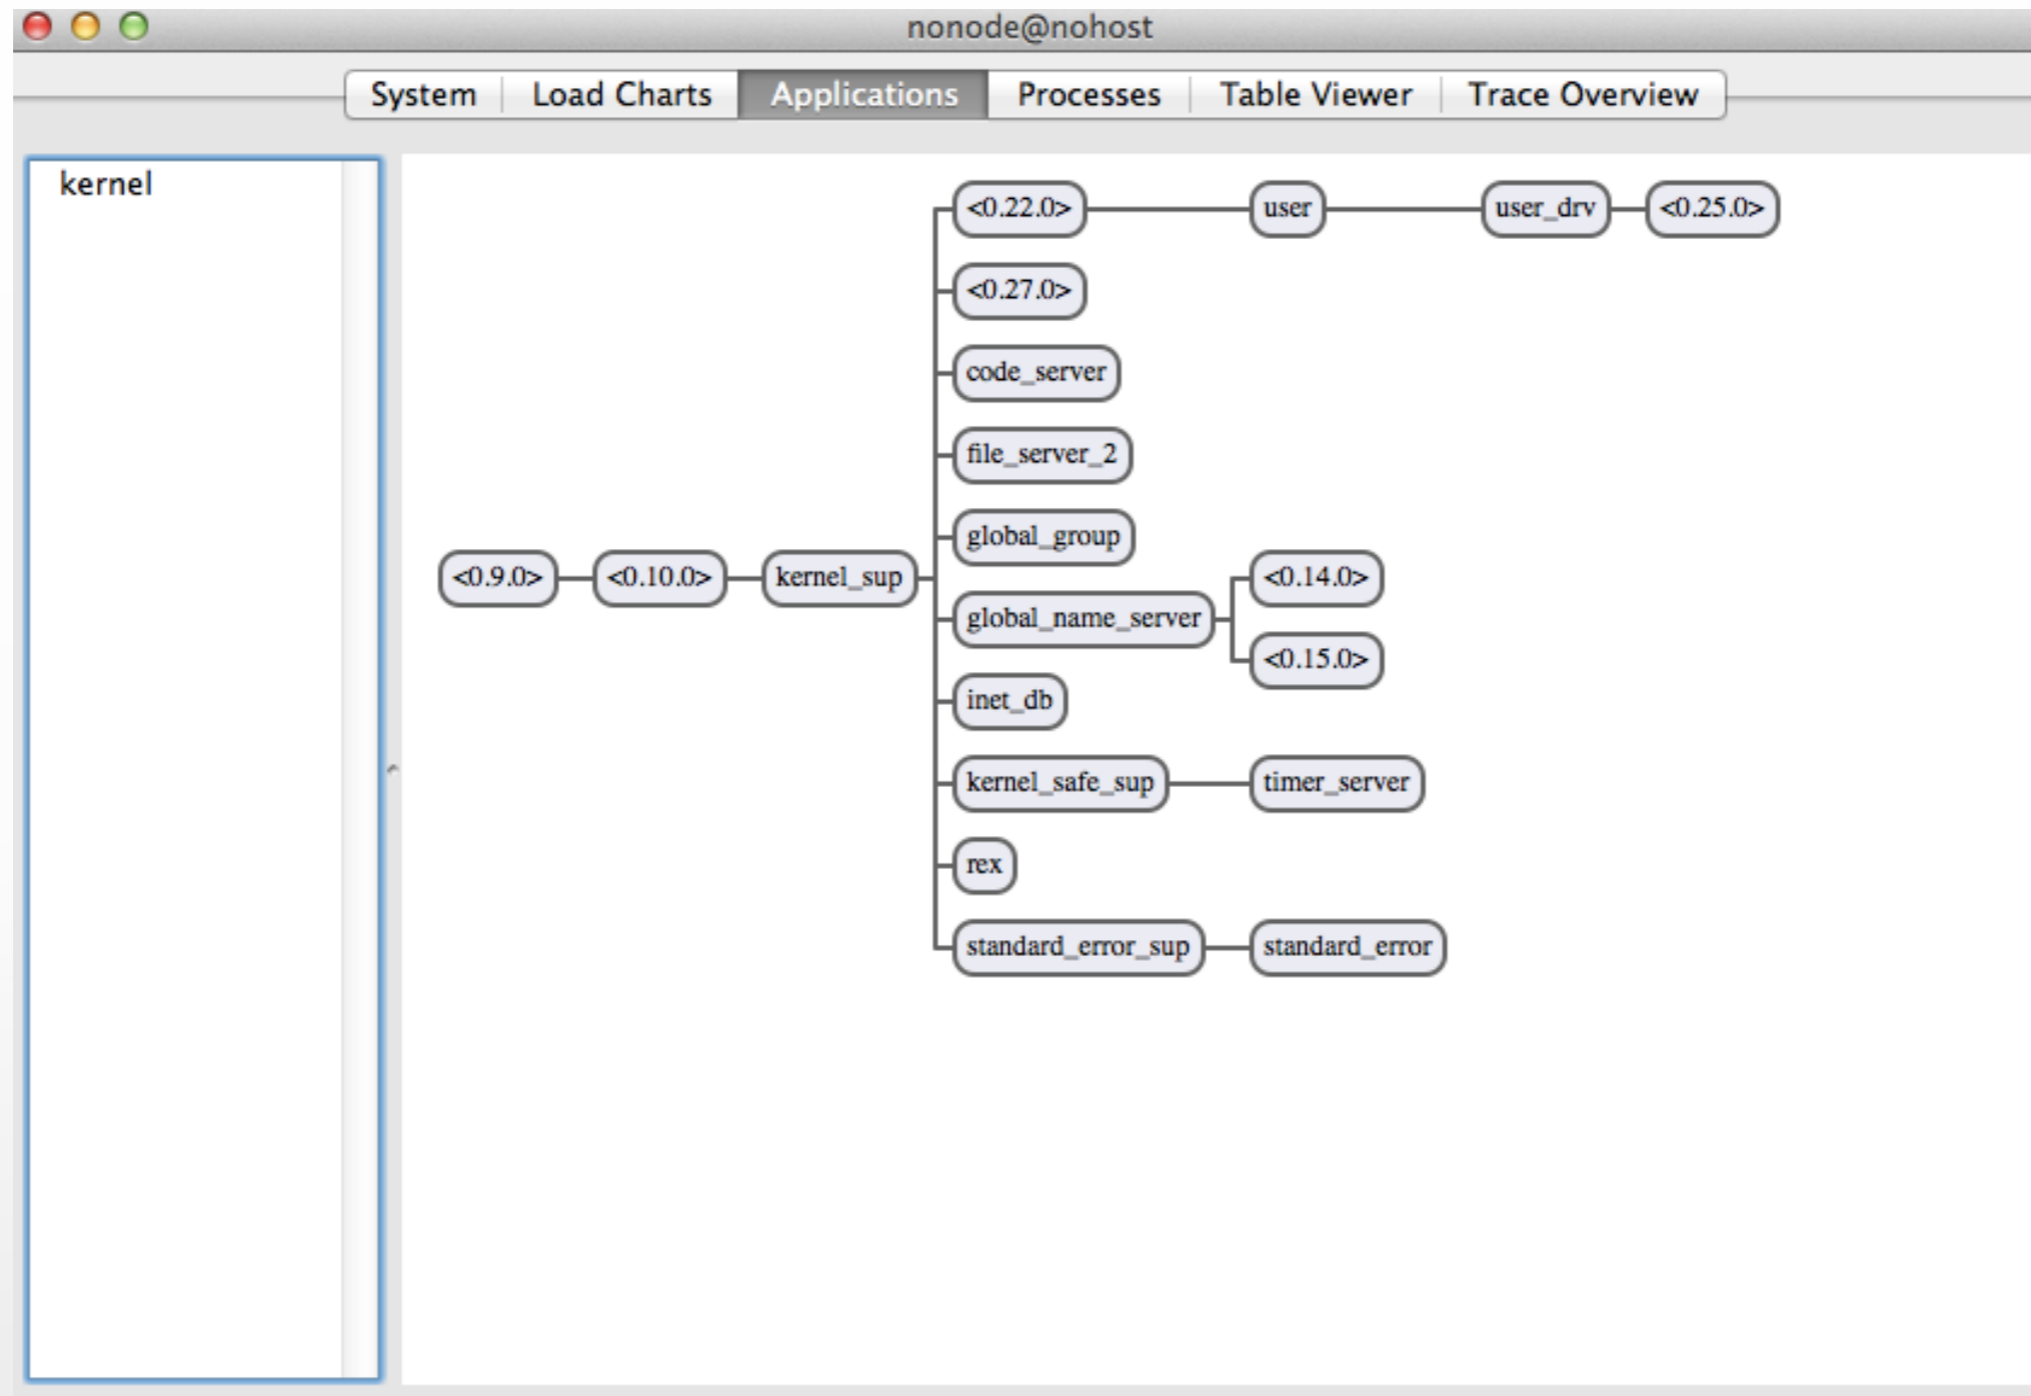 nonode@nohost
System Load Charts Applications Processes Table Viewer Trace Overview
kernel
<0.22.0> user user_drv <0.25.0>
<0.27.0>
code_server
file_server_2
global_group
<0.9.0> <0.10.0> kernel_sup <0.14.0>
global_name_server
<0.15.0>
inet_db
kernel_safe_sup timer_server
rex
standard_error_sup standard_error